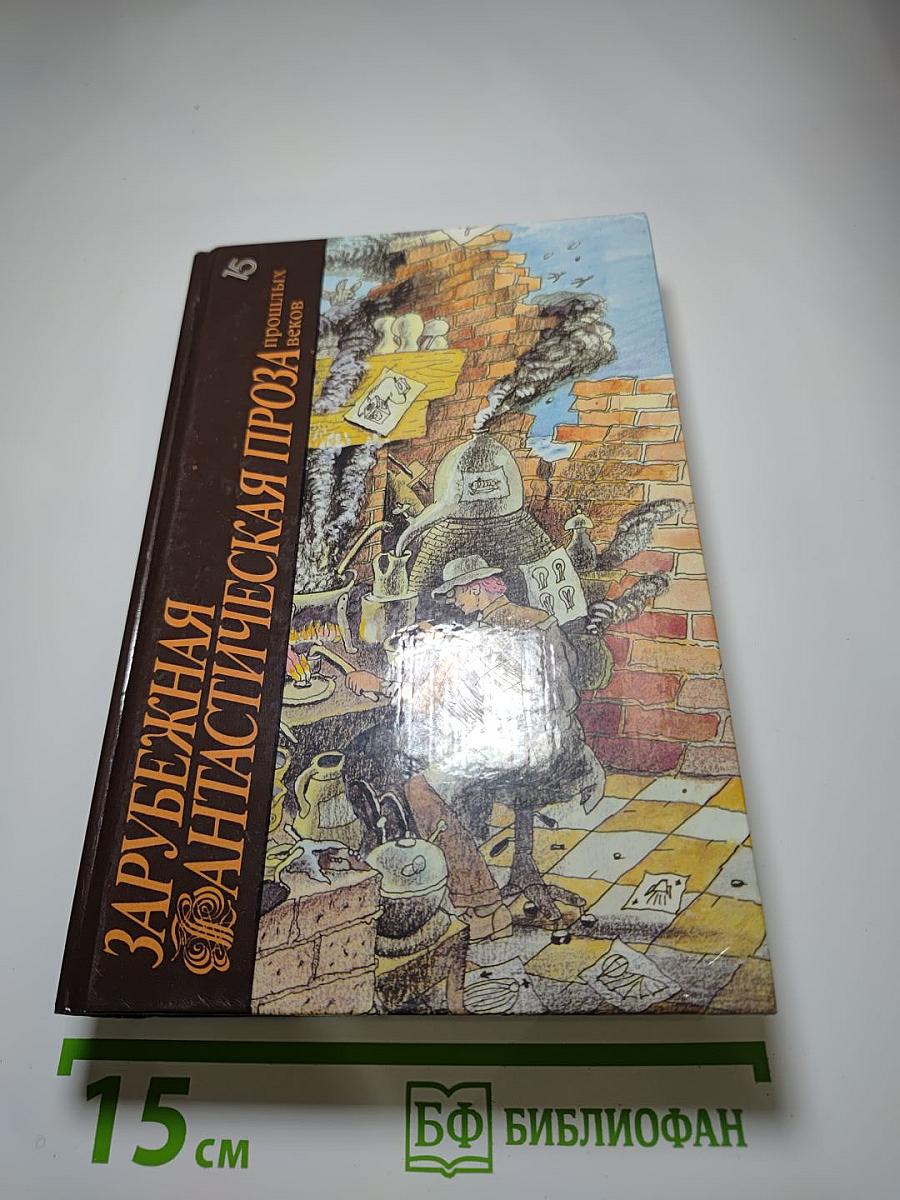 15
ЗАРУБЕЖНАЯ
ФАНТАСТИЧЕСКАЯ ПРОЗА
прошлых
веков
15 см
БФ БИБЛИОФАН